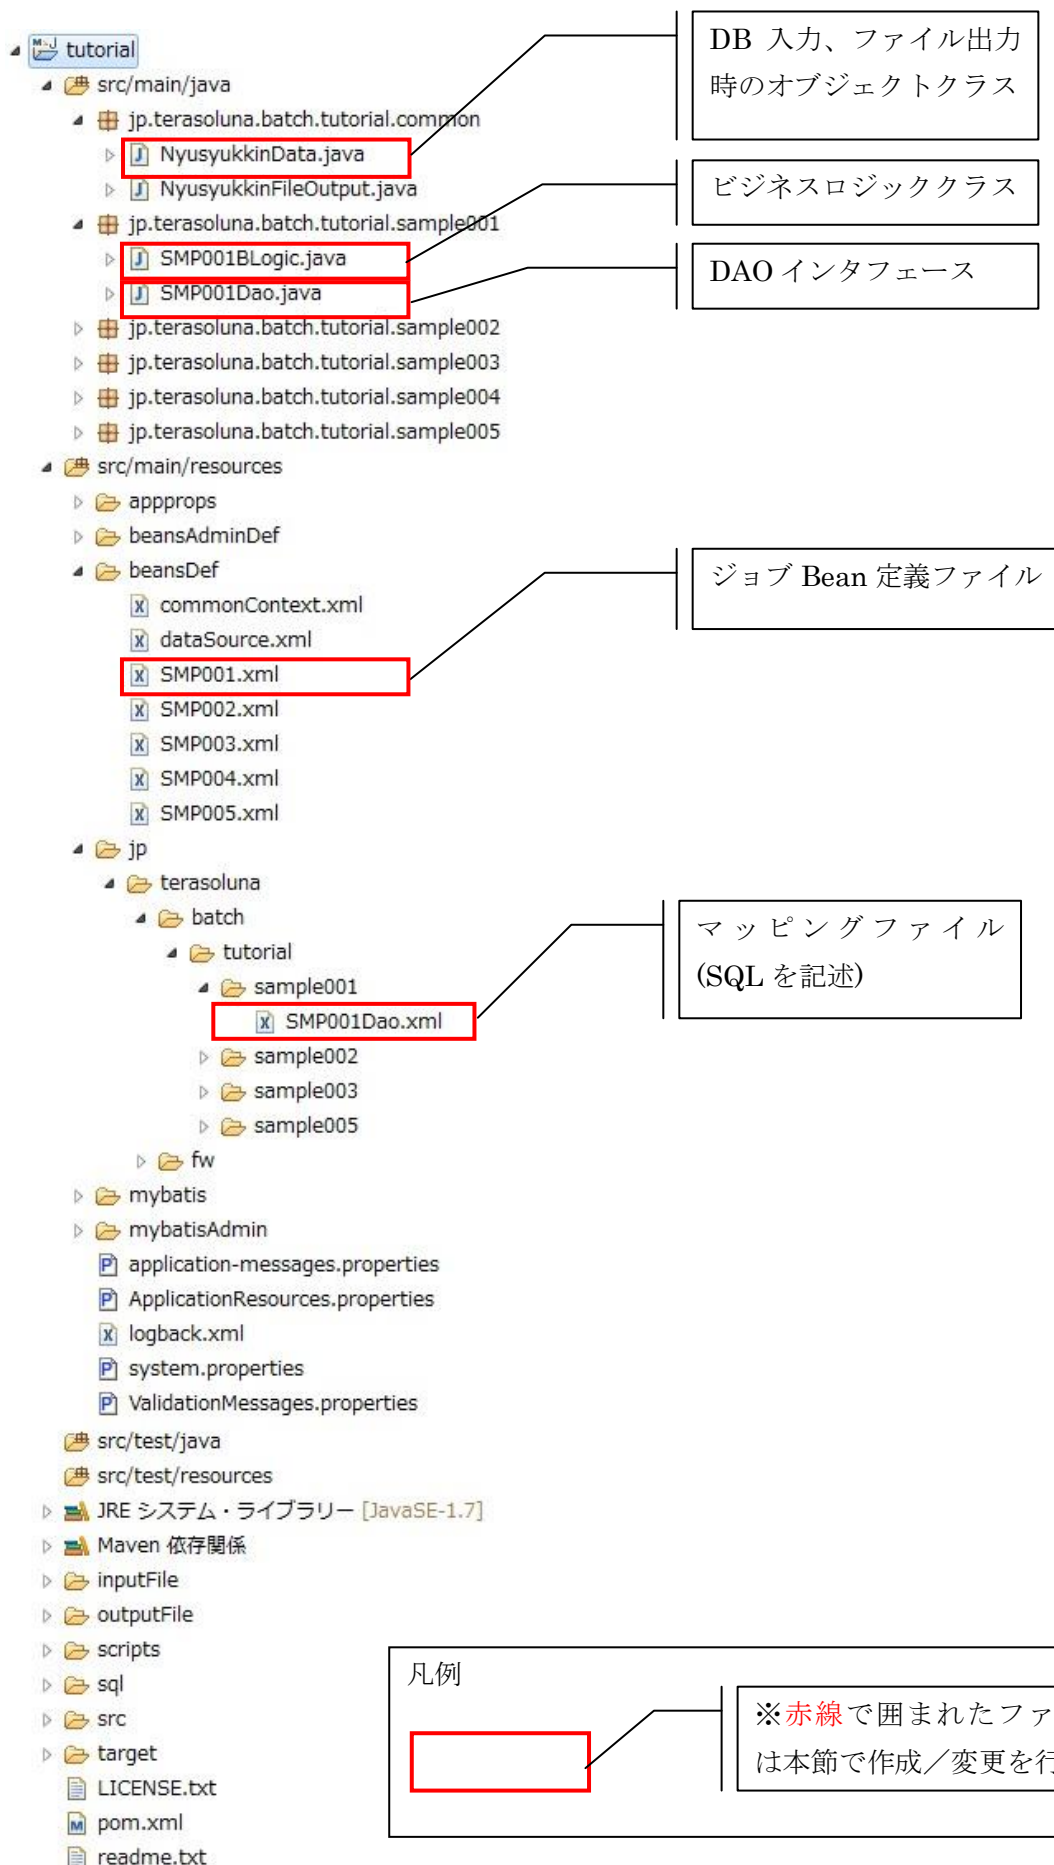 tutorial
src/main/java
jp.terasoluna.batch.tutorial.common
NyusyukkinData.java
NyusyukkinFileOutput.java
jp.terasoluna.batch.tutorial.sample001
SMP001BLogic.java
SMP001Dao.java
jp.terasoluna.batch.tutorial.sample002
jp.terasoluna.batch.tutorial.sample003
jp.terasoluna.batch.tutorial.sample004
jp.terasoluna.batch.tutorial.sample005
src/main/resources
appprops
beansAdminDef
beansDef
commonContext.xml
dataSource.xml
SMP001.xml
SMP002.xml
SMP003.xml
SMP004.xml
SMP005.xml
jp
terasoluna
batch
tutorial
sample001
SMP001Dao.xml
sample002
sample003
sample005
fw
mybatis
mybatisAdmin
application-messages.properties
ApplicationResources.properties
logback.xml
system.properties
ValidationMessages.properties
src/test/java
src/test/resources
JRE システム・ライブラリー [JavaSE-1.7]
Maven 依存関係
inputFile
outputFile
scripts
sql
src
target
LICENSE.txt
pom.xml
readme.txt
DB 入力、ファイル出力
時のオブジェクトクラス
ビジネスロジッククラス
DAO インタフェース
ジョブ Bean 定義ファイル
マッピングファイル
(SQL を記述)
凡例
※赤線で囲まれたファ
は本節で作成／変更を行